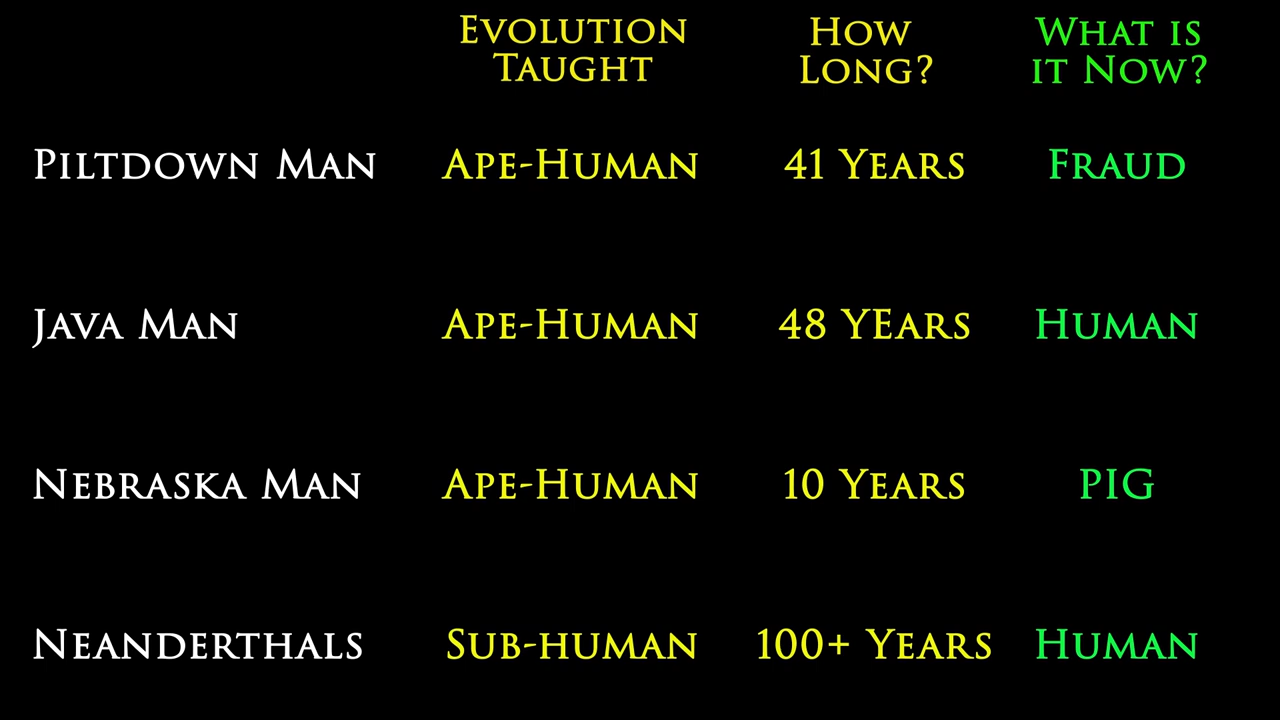 Evolution Taught How Long? What is it Now?
Piltdown Man Ape-Human 41 Years Fraud
Java Man Ape-Human 48 YEars Human
Nebraska Man Ape-Human 10 Years PIG
Neanderthals Sub-human 100+ Years Human